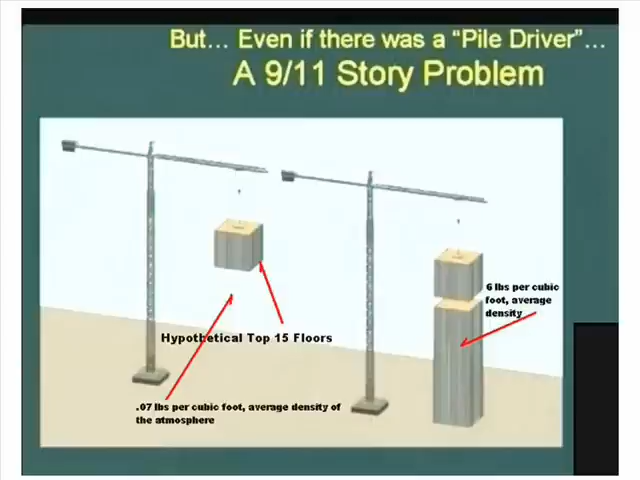 But... Even if there was a “Pile Driver”...
A 9/11 Story Problem
6 lbs per cubic
foot, average
density
Hypothetical Top 15 Floors
.07 lbs per cubic foot, average density of
the atmosphere